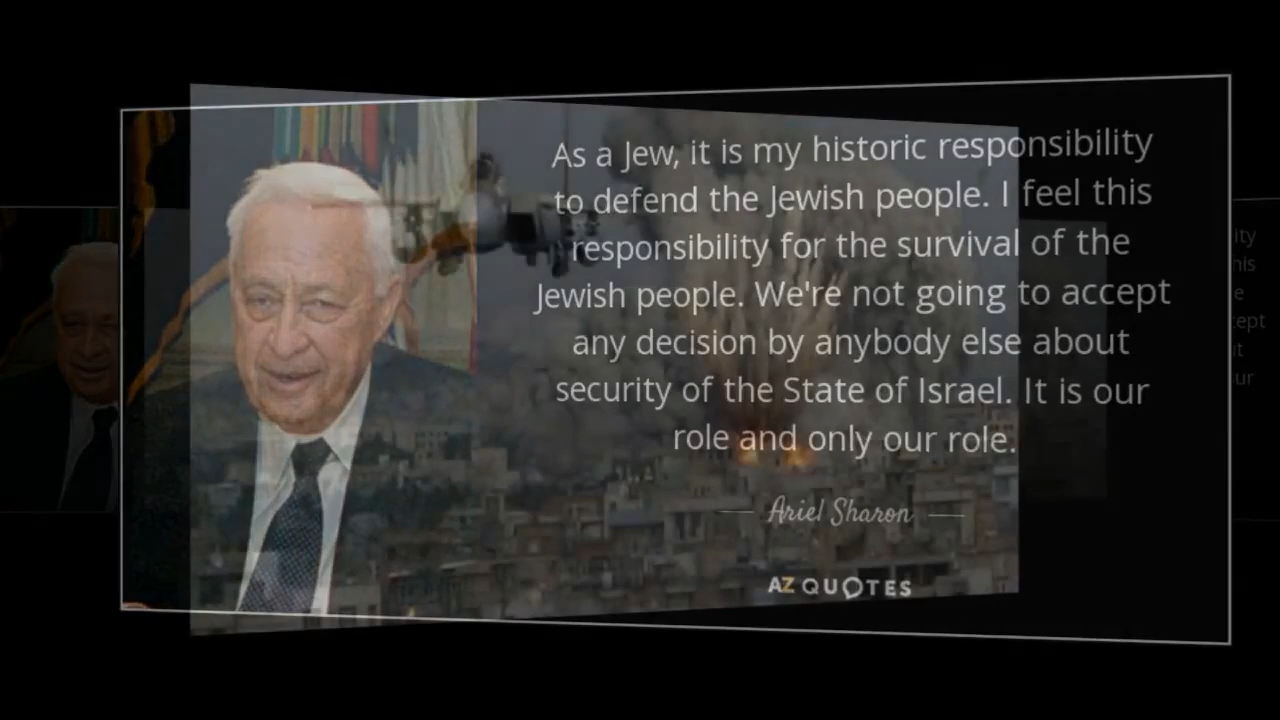 As a Jew, it is my historic responsibility
to defend the Jewish people. I feel this
responsibility for the survival of the
Jewish people. We're not going to accept
any decision by anybody else about
security of the State of Israel. It is our
role and only our role.
Ariel Sharon
AZ QUOTES